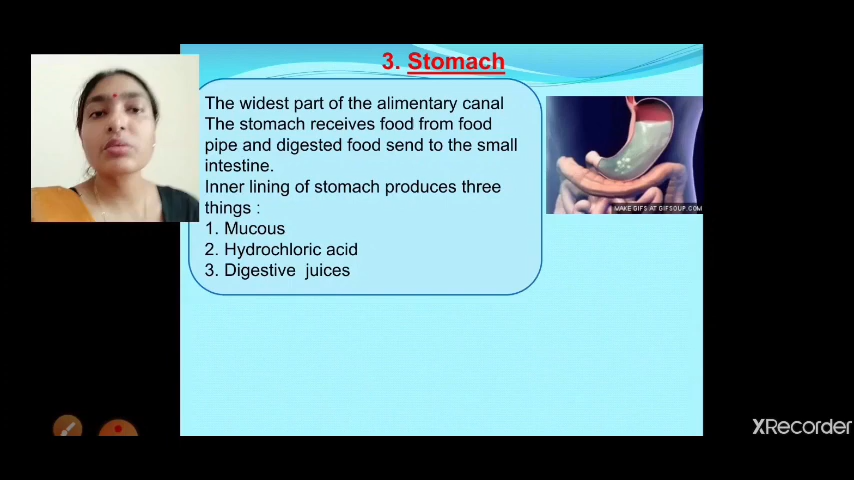 3. Stomach
The widest part of the alimentary canal
The stomach receives food from food
pipe and digested food send to the small
intestine.
Inner lining of stomach produces three
things :
1. Mucous
2. Hydrochloric acid
3. Digestive juices
MAKE GIFS AT GIFSOUP.COM
XRecorder